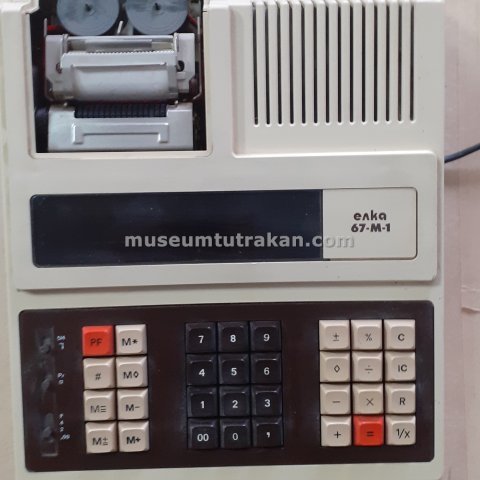 елка
67-M-1
museumtutrakan.com
PF M* 7 8 9 ± % C
# M◊ 4 5 6 ◊ ÷ IC
M≡ M- 1 2 3 - × R
M± M+ 00 0 , + = 1/X